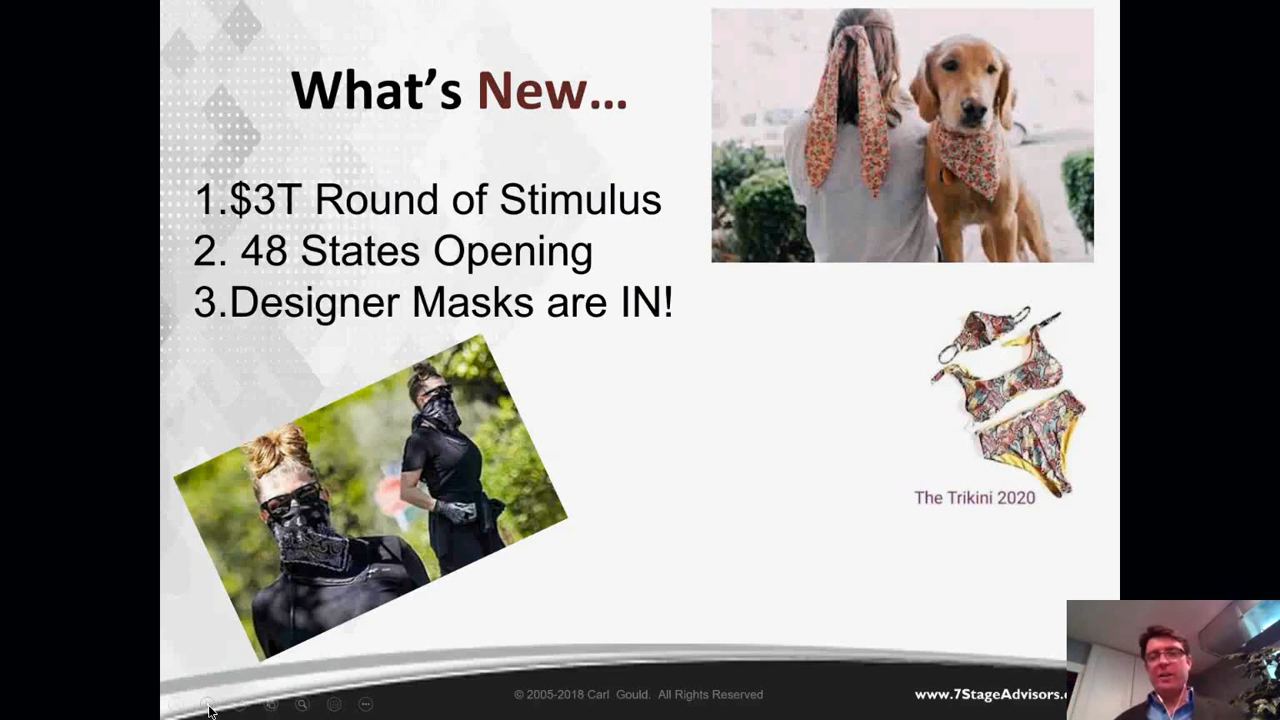 What's New...
1.$3T Round of Stimulus
2. 48 States Opening
3.Designer Masks are IN!
The Trikini 2020
© 2005-2018 Carl Gould. All Rights Reserved
www.7StageAdvisors.c